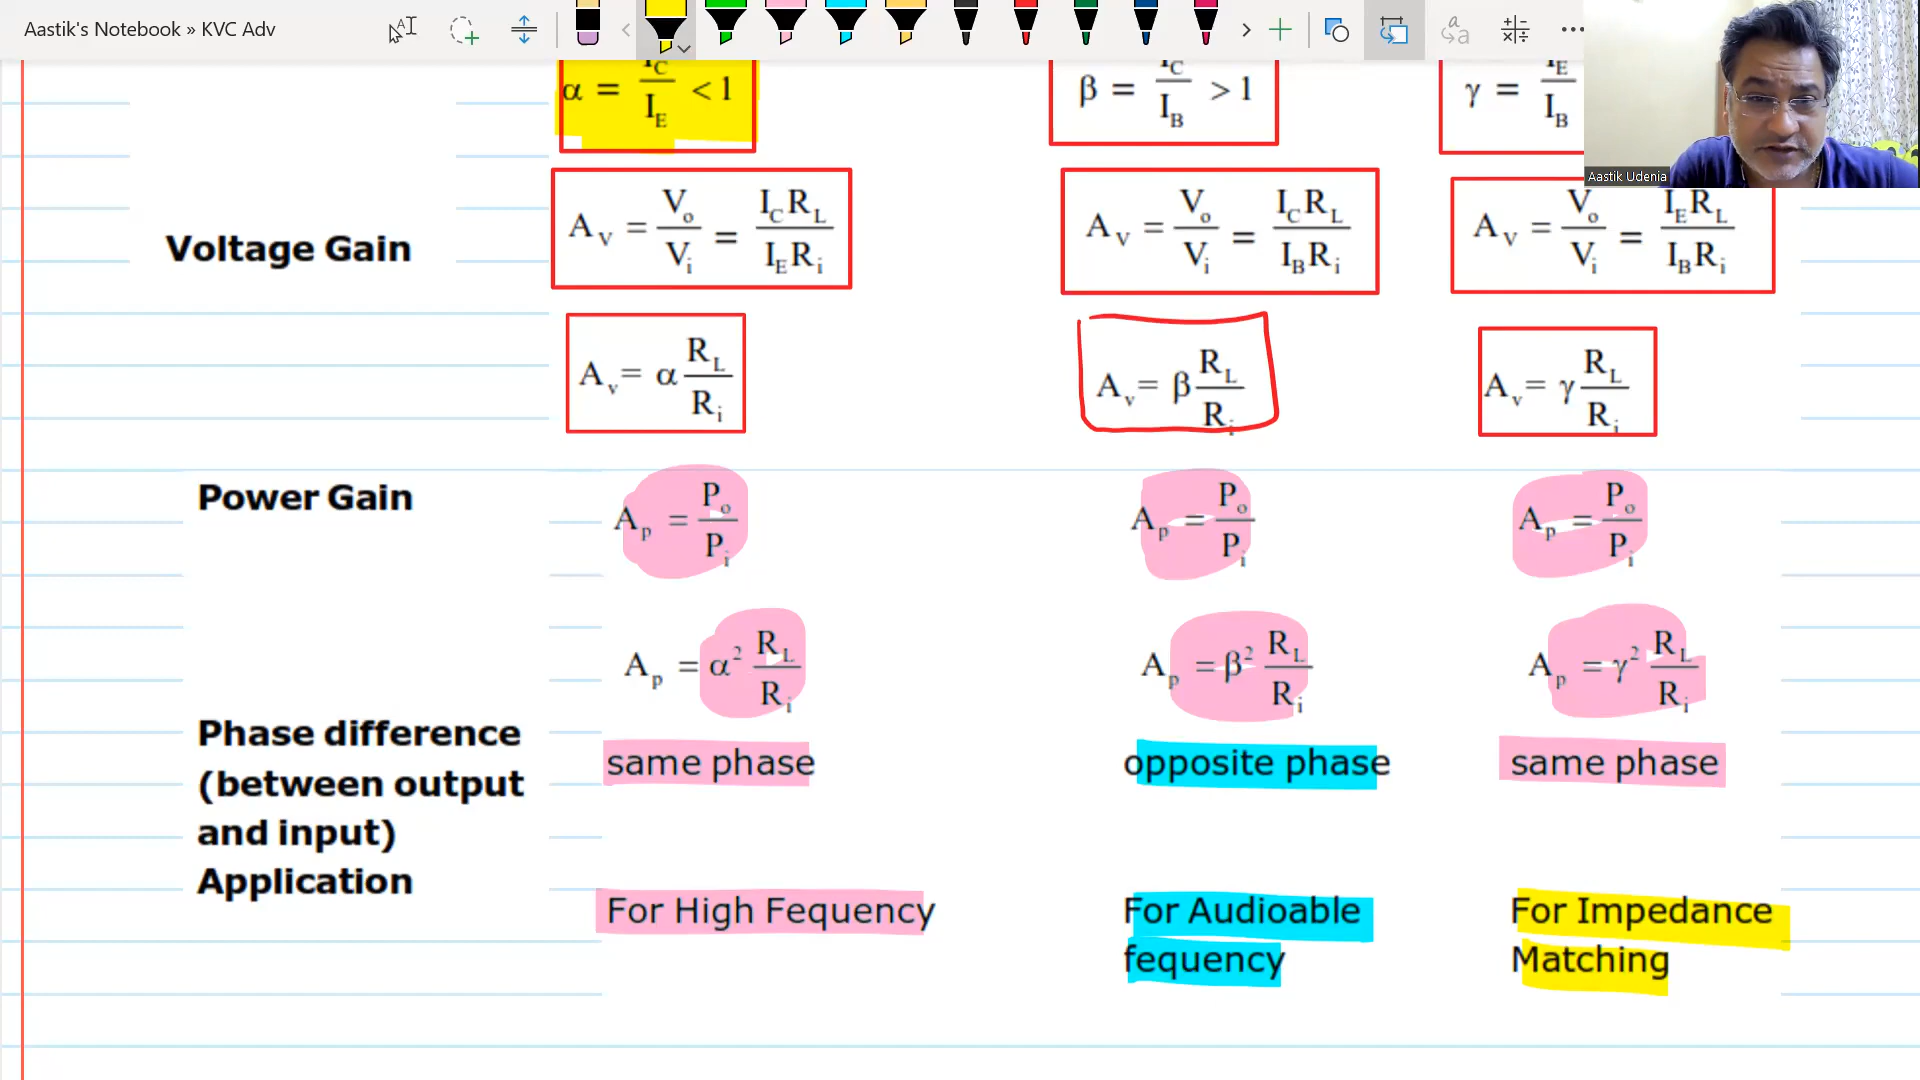 Aastik's Notebook » KVC Adv
α = I_C / I_E < 1
β = I_C / I_B > 1
γ = I_E / I_B
Aastik Udenia
Voltage Gain
A_V = V_o / V_i = I_C R_L / I_E R_i
A_V = V_o / V_i = I_C R_L / I_B R_i
A_V = V_o / V_i = I_E R_L / I_B R_i
A_v = α R_L / R_i
A_v = β R_L / R_i
A_v = γ R_L / R_i
Power Gain
A_p = P_o / P_i
A_p = P_o / P_i
A_p = P_o / P_i
A_p = α² R_L / R_i
A_p = β² R_L / R_i
A_p = γ² R_L / R_i
Phase difference
(between output
and input)
same phase
opposite phase
same phase
Application
For High Fequency
For Audioable
fequency
For Impedance
Matching